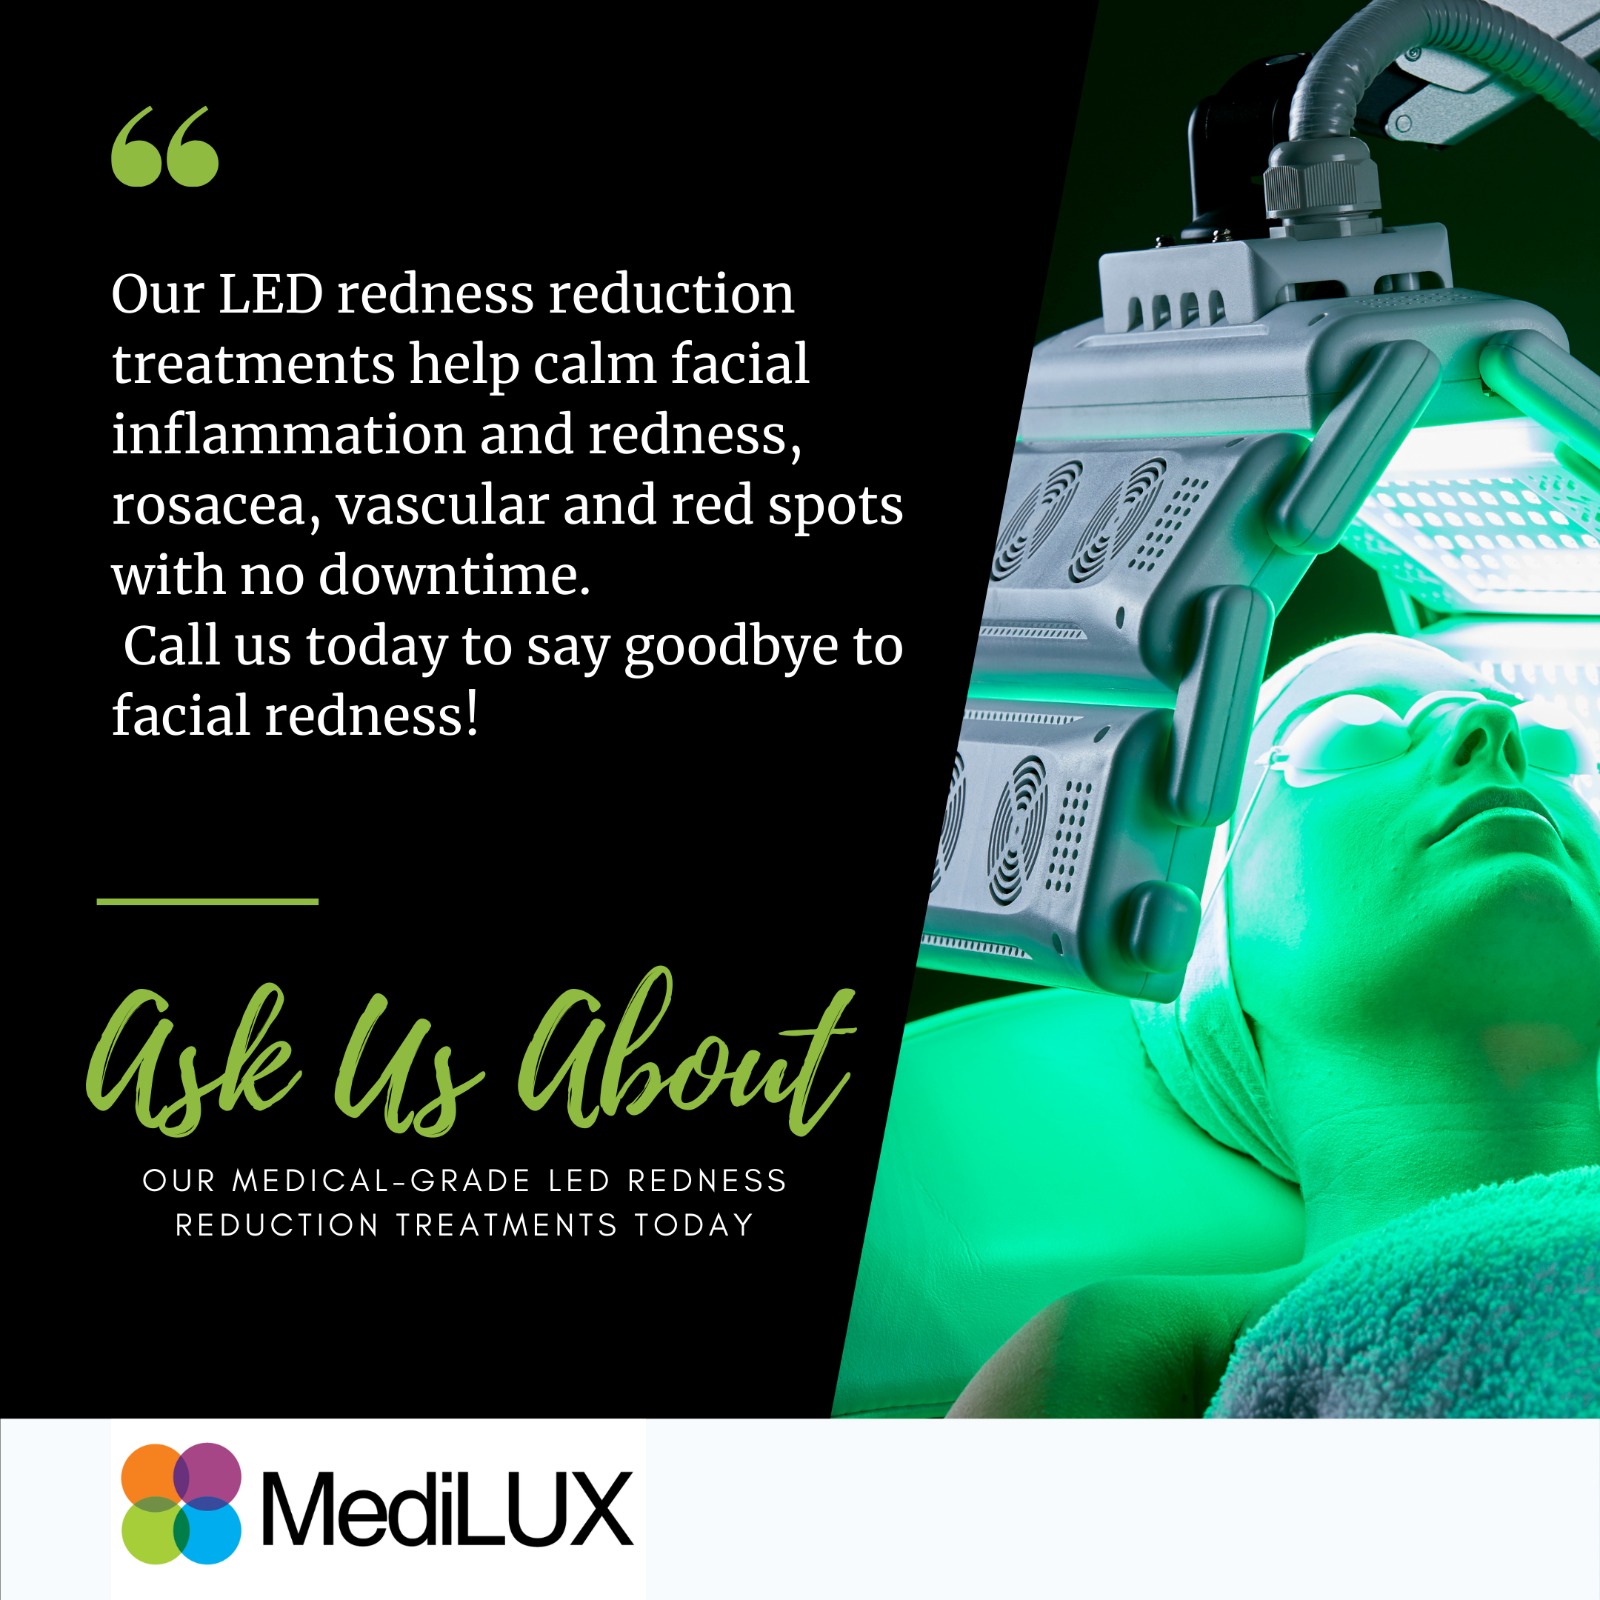 “
Our LED redness reduction
treatments help calm facial
inflammation and redness,
rosacea, vascular and red spots
with no downtime.
Call us today to say goodbye to
facial redness!
Ask Us About
OUR MEDICAL-GRADE LED REDNESS
REDUCTION TREATMENTS TODAY
MediLUX